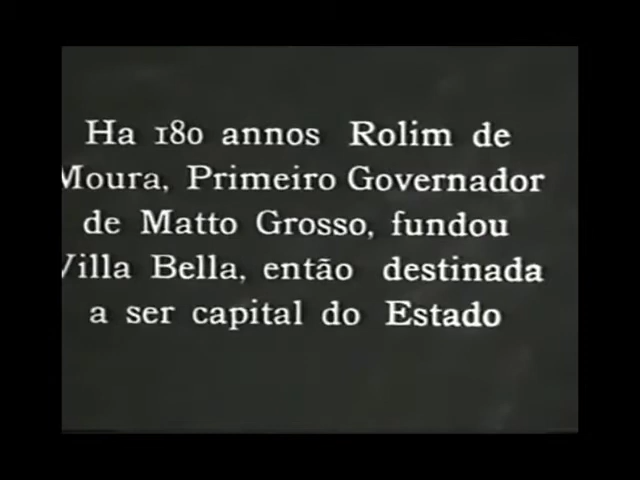 Ha 180 annos Rolim de
Moura, Primeiro Governador
de Matto Grosso, fundou
Villa Bella, então destinada
a ser capital do Estado